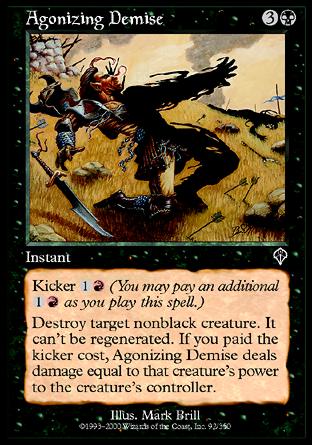 Agonizing Demise 3
Instant
Kicker 1 (You may pay an additional
1 as you play this spell.)
Destroy target nonblack creature. It
can't be regenerated. If you paid the
kicker cost, Agonizing Demise deals
damage equal to that creature's power
to the creature's controller.
Illus. Mark Brill
©1993-2000 Wizards of the Coast, Inc. 92/350